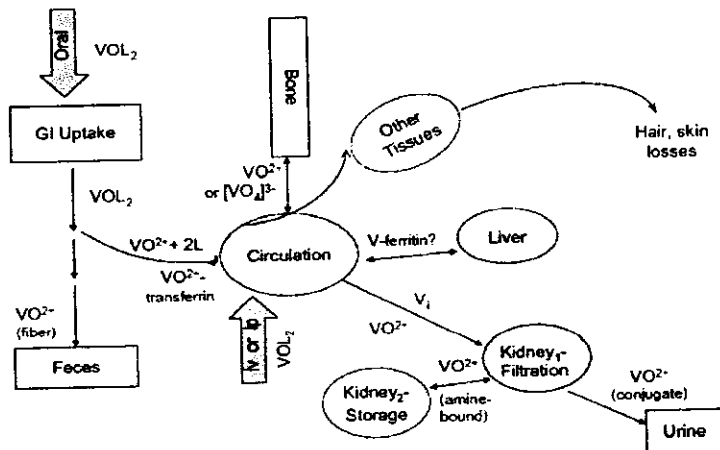 Oral
VOL₂
GI Uptake
VOL₂
VO²⁺ + 2L
VO²⁺-
transferrin
VO²⁺
(fiber)
Feces
Bone
VO²⁺
or [VO₄]³⁻
Circulation
iv or ip
VOL₂
Other
Tissues
Hair, skin
losses
V-ferritin?
Liver
Vᵢ
VO²⁺
Kidney₁-
Filtration
VO²⁺
(amine-
bound)
Kidney₂-
Storage
VO²⁺
(conjugate)
Urine